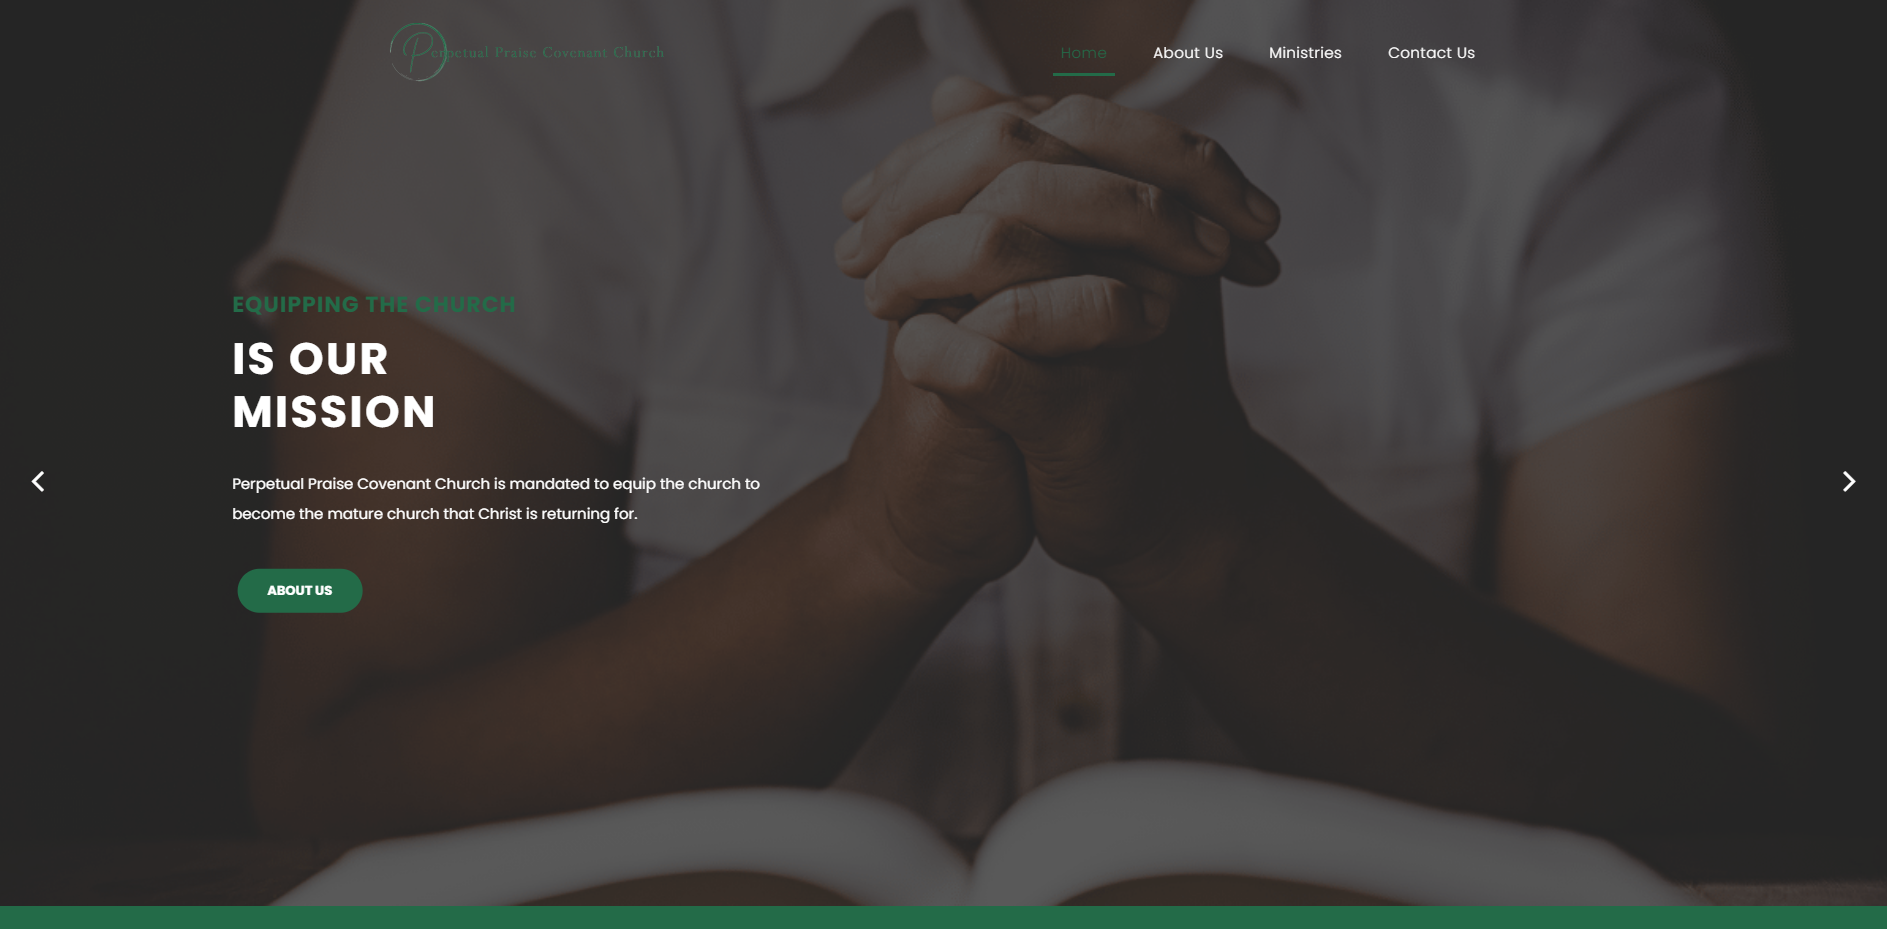 Perpetual Praise Covenant Church
Home About Us Ministries Contact Us
EQUIPPING THE CHURCH
IS OUR
MISSION
Perpetual Praise Covenant Church is mandated to equip the church to
become the mature church that Christ is returning for.
ABOUT US